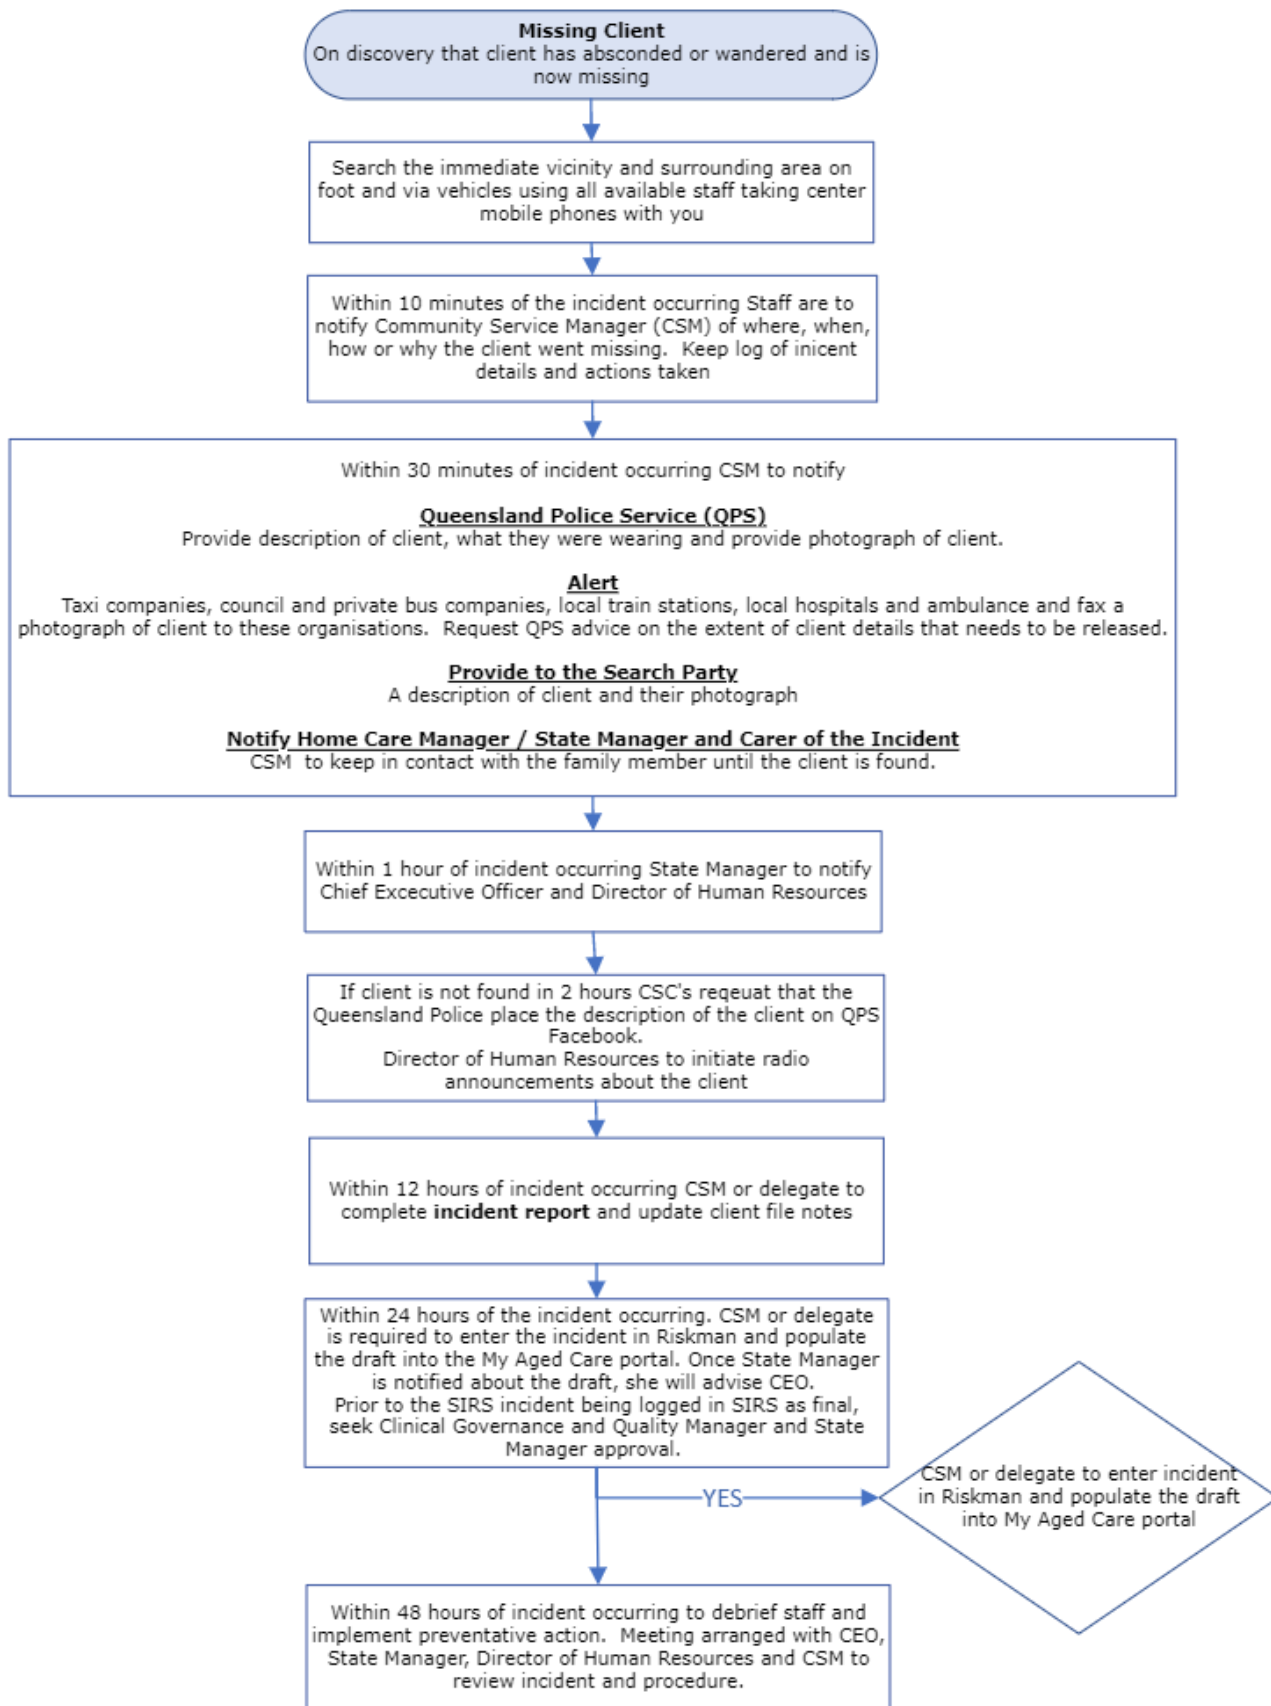 Missing Client
On discovery that client has absconded or wandered and is
now missing
Search the immediate vicinity and surrounding area on
foot and via vehicles using all available staff taking center
mobile phones with you
Within 10 minutes of the incident occurring Staff are to
notify Community Service Manager (CSM) of where, when,
how or why the client went missing.  Keep log of inicent
details and actions taken
Within 30 minutes of incident occurring CSM to notify
Queensland Police Service (QPS)
Provide description of client, what they were wearing and provide photograph of client.
Alert
Taxi companies, council and private bus companies, local train stations, local hospitals and ambulance and fax a
photograph of client to these organisations.  Request QPS advice on the extent of client details that needs to be released.
Provide to the Search Party
A description of client and their photograph
Notify Home Care Manager / State Manager and Carer of the Incident
CSM  to keep in contact with the family member until the client is found.
Within 1 hour of incident occurring State Manager to notify
Chief Excecutive Officer and Director of Human Resources
If client is not found in 2 hours CSC's reqeuat that the
Queensland Police place the description of the client on QPS
Facebook.
Director of Human Resources to initiate radio
announcements about the client
Within 12 hours of incident occurring CSM or delegate to
complete incident report and update client file notes
Within 24 hours of the incident occurring. CSM or delegate
is required to enter the incident in Riskman and populate
the draft into the My Aged Care portal. Once State Manager
is notified about the draft, she will advise CEO.
Prior to the SIRS incident being logged in SIRS as final,
seek Clinical Governance and Quality Manager and State
Manager approval.
YES
CSM or delegate to enter incident
in Riskman and populate the draft
into My Aged Care portal
Within 48 hours of incident occurring to debrief staff and
implement preventative action.  Meeting arranged with CEO,
State Manager, Director of Human Resources and CSM to
review incident and procedure.